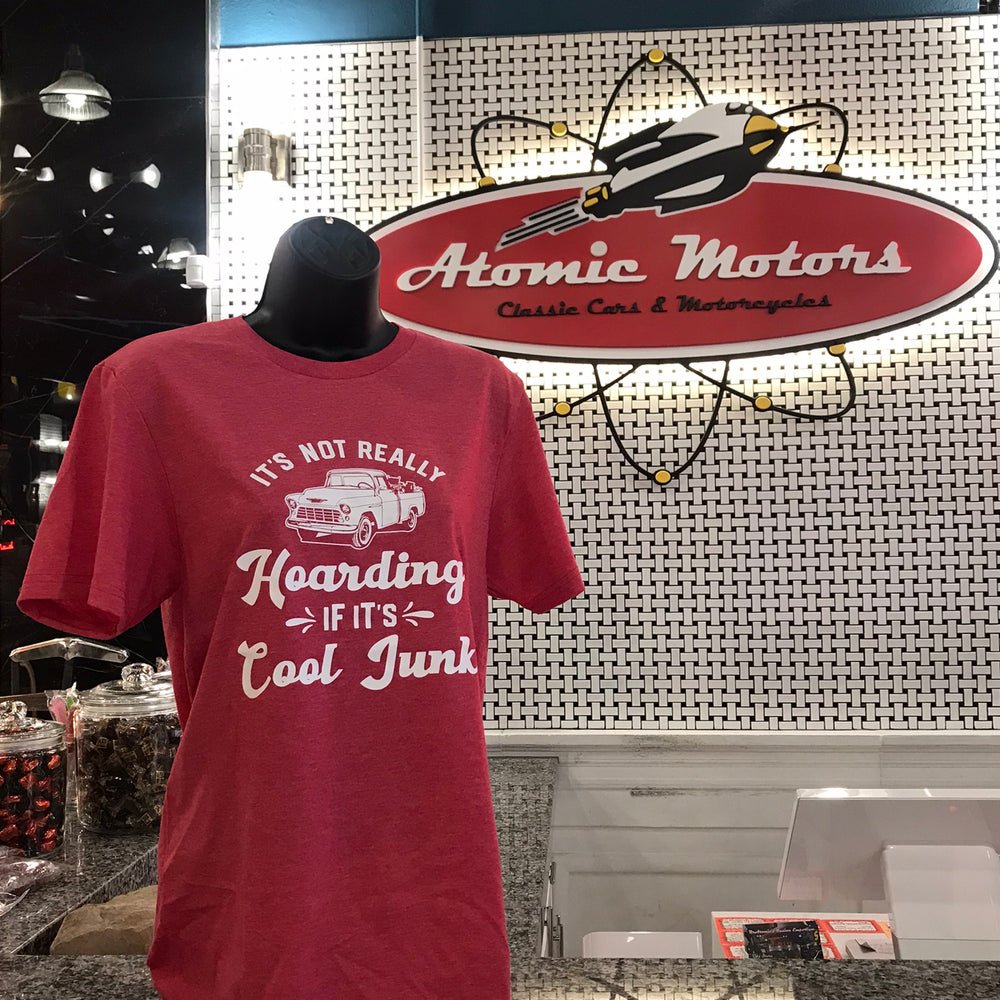 Atomic Motors
Classic Cars & Motorcycles
IT'S NOT REALLY
Hoarding
IF IT'S
Cool Junk